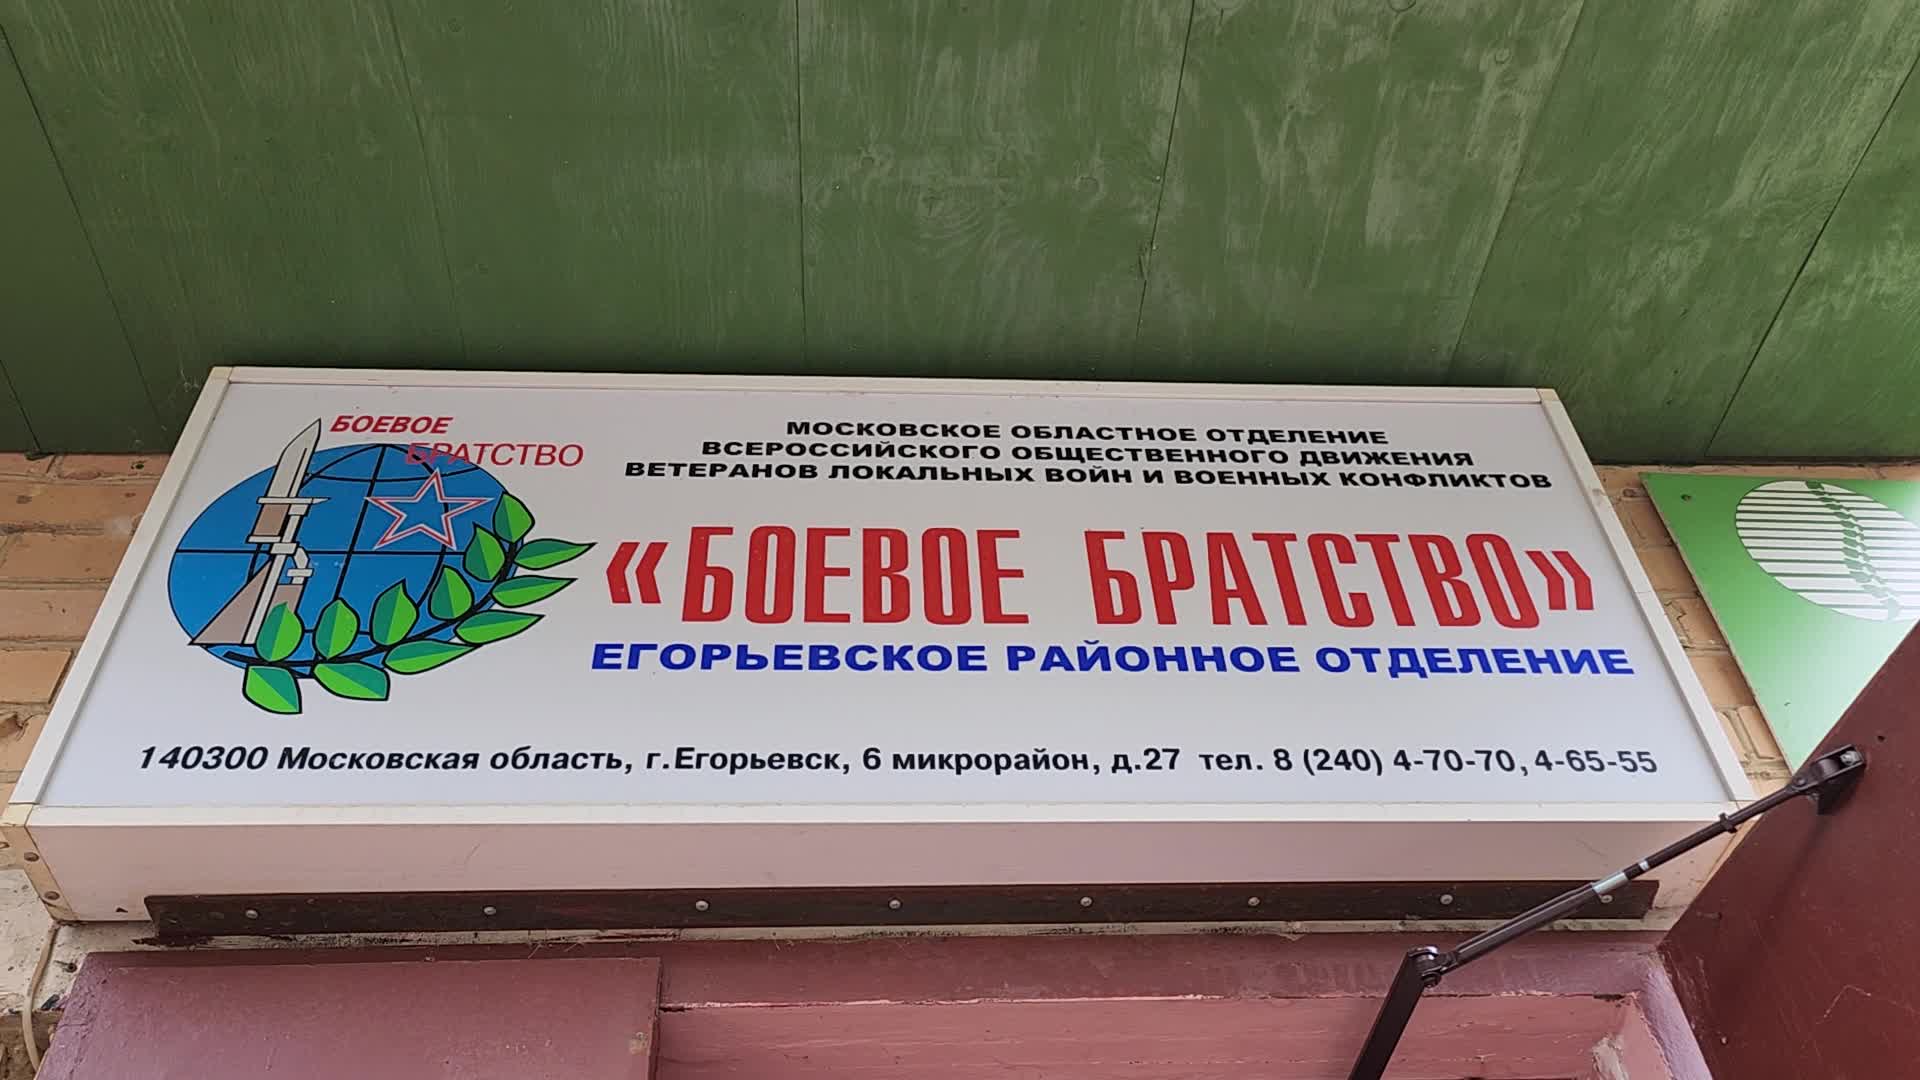 БОЕВОЕ
БРАТСТВО
МОСКОВСКОЕ ОБЛАСТНОЕ ОТДЕЛЕНИЕ
ВСЕРОССИЙСКОГО ОБЩЕСТВЕННОГО ДВИЖЕНИЯ
ВЕТЕРАНОВ ЛОКАЛЬНЫХ ВОЙН И ВОЕННЫХ КОНФЛИКТОВ
«БОЕВОЕ БРАТСТВО»
ЕГОРЬЕВСКОЕ РАЙОННОЕ ОТДЕЛЕНИЕ
140300 Московская область, г.Егорьевск, 6 микрорайон, д.27 тел. 8 (240) 4-70-70, 4-65-55